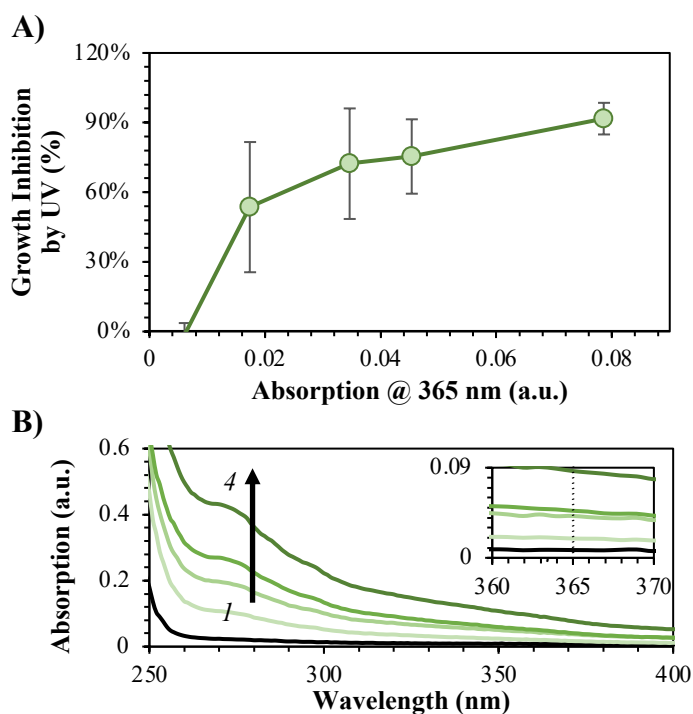 A)
120%
90%
60%
30%
0%
Growth Inhibition
by UV (%)
0 0.02 0.04 0.06 0.08
Absorption @ 365 nm (a.u.)
B)
0.6
0.4
0.2
0
Absorption (a.u.)
4
1
0.09
0
360 365 370
250 300 350 400
Wavelength (nm)